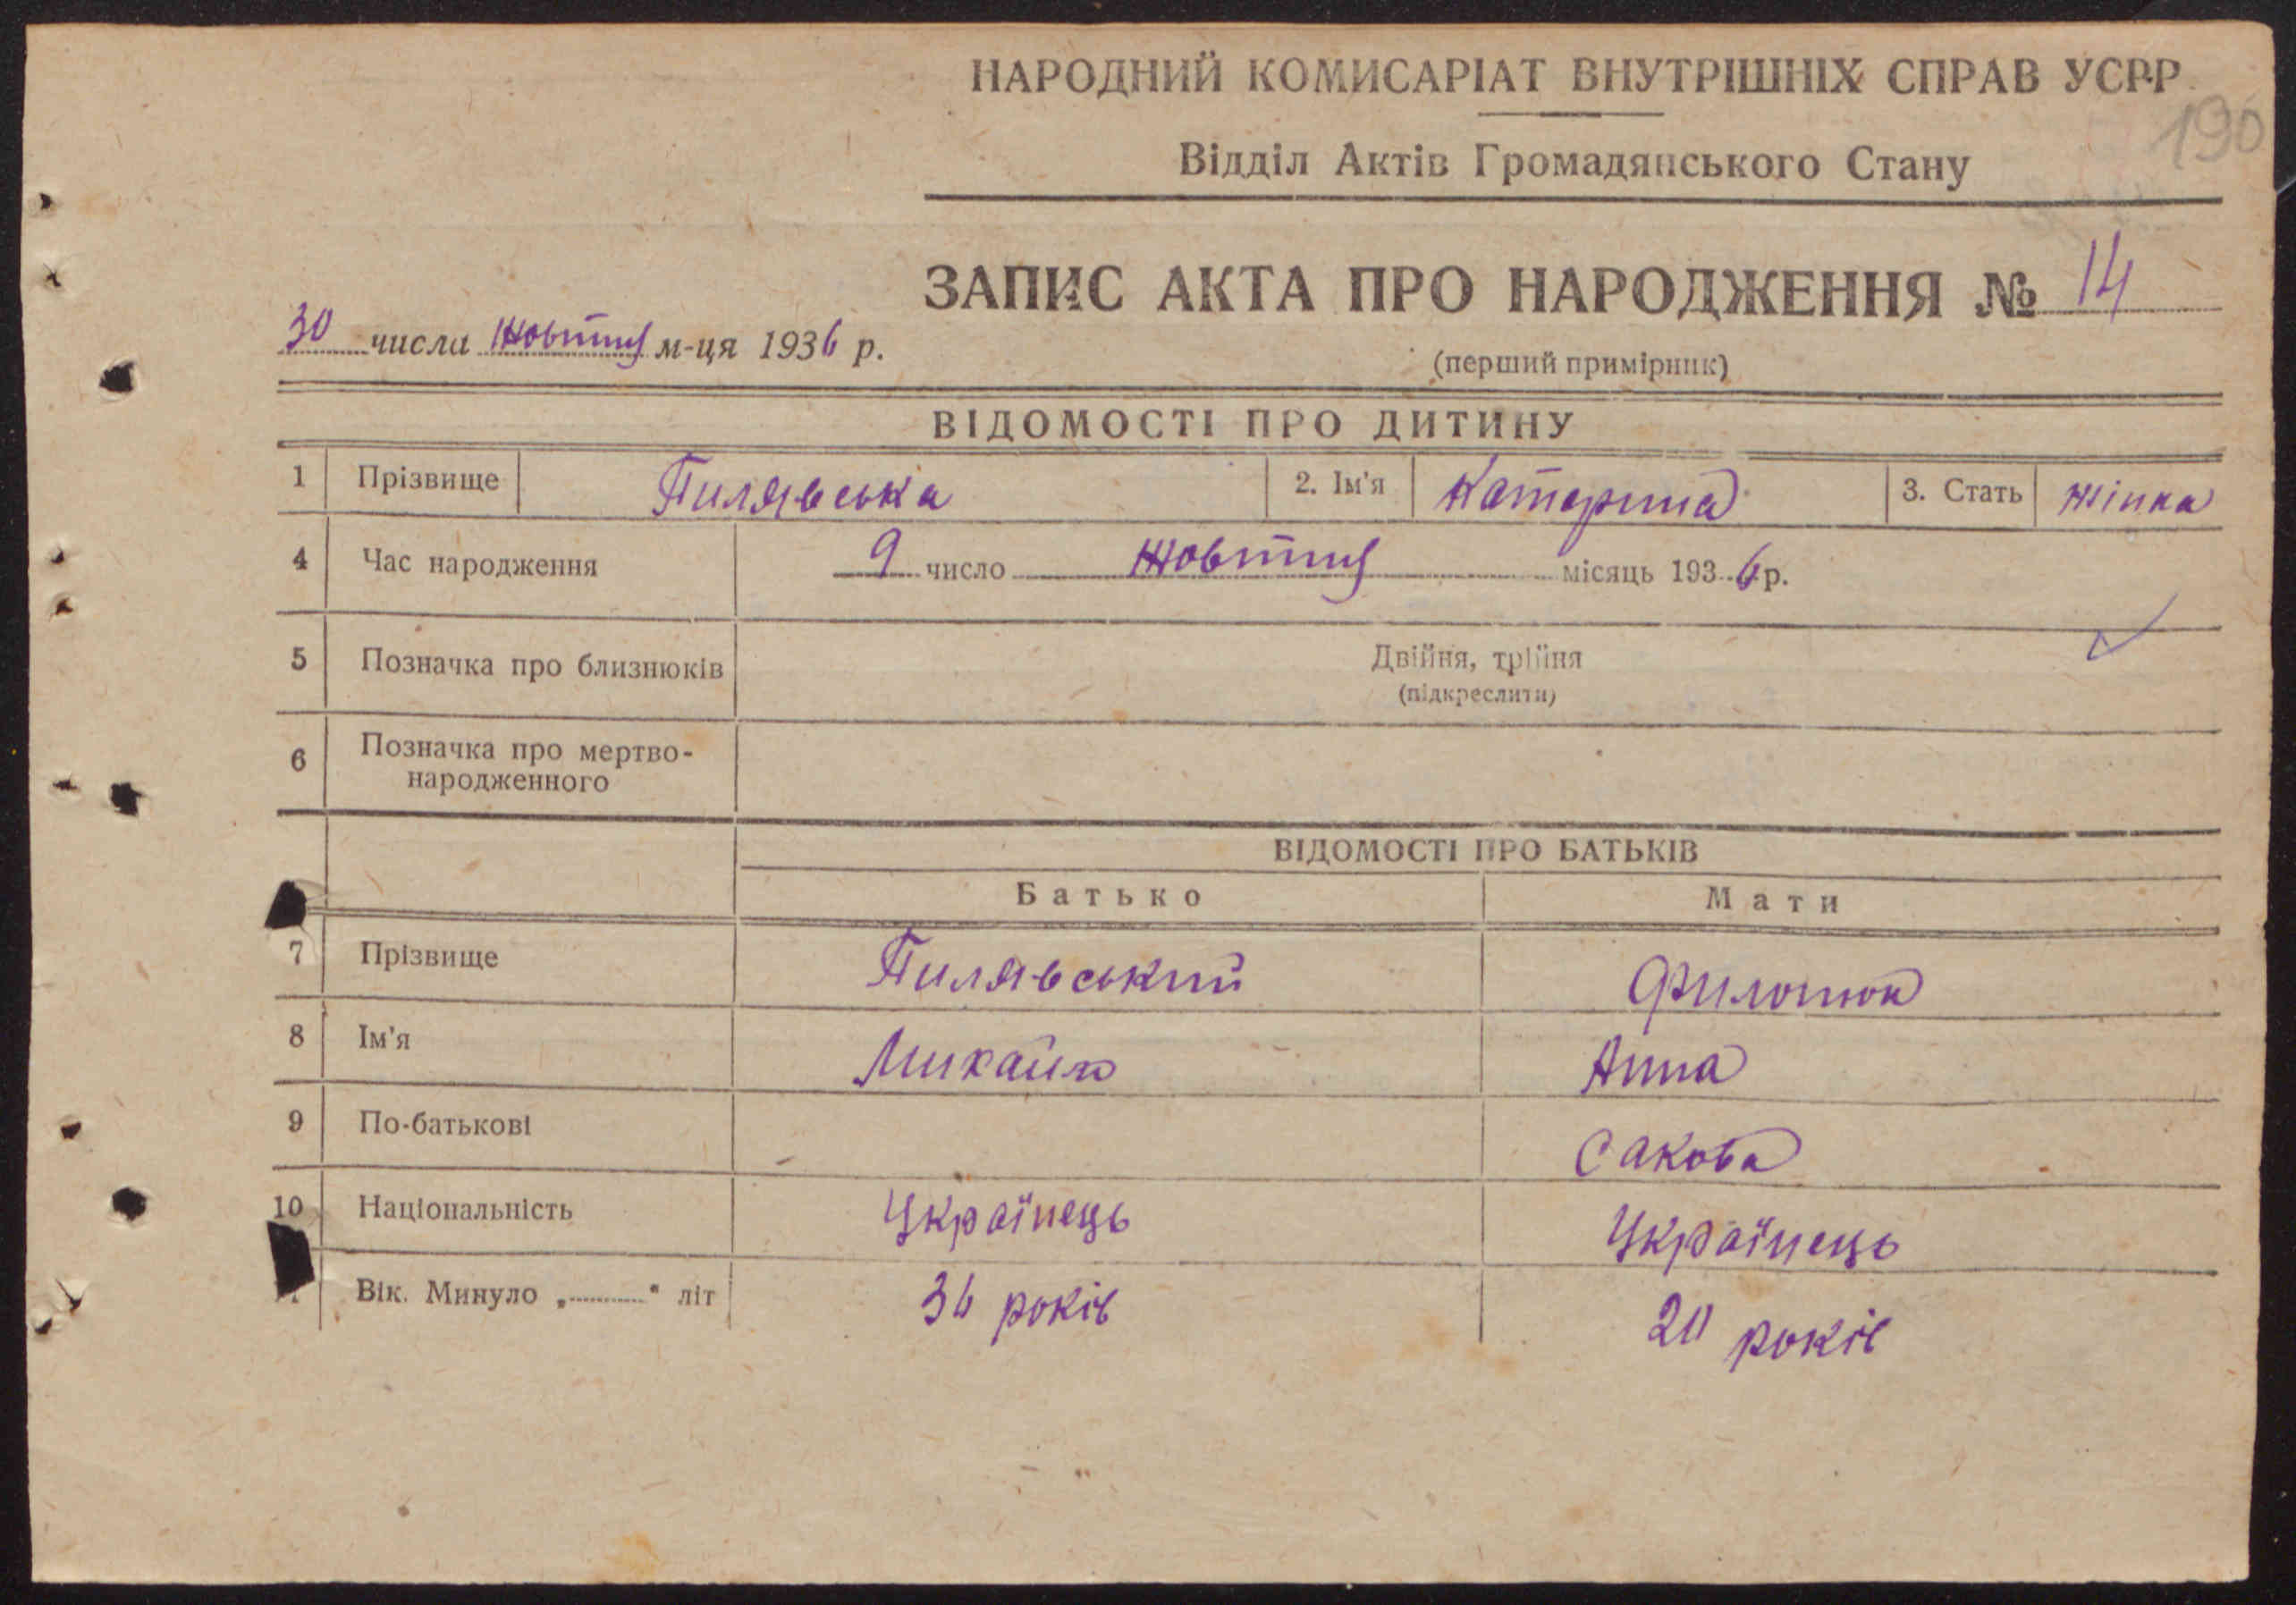 НАРОДНИЙ КОМИСАРІАТ ВНУТРІШНІХ СПРАВ УСРР
190
Відділ Актів Громадянського Стану
ЗАПИС АКТА ПРО НАРОДЖЕННЯ № 14
30 числа Жовтня м-ця 1936 р.
(перший примірник)
ВІДОМОСТІ ПРО ДИТИНУ
1 Прізвище Пилявська 2. Ім'я Катерина 3. Стать жінка
4 Час народження 9 число Жовтня місяць 1936 р.
5 Позначка про близнюків Двійня, трійня
(підкреслити)
6 Позначка про мертво-
народженного
ВІДОМОСТІ ПРО БАТЬКІВ
Батько Мати
7 Прізвище Пилявський
8 Ім'я Михайло Анна
9 По-батькові Сакова
10 Національність Українець Українець
Вік. Минуло „ " літ 36 років 20 років